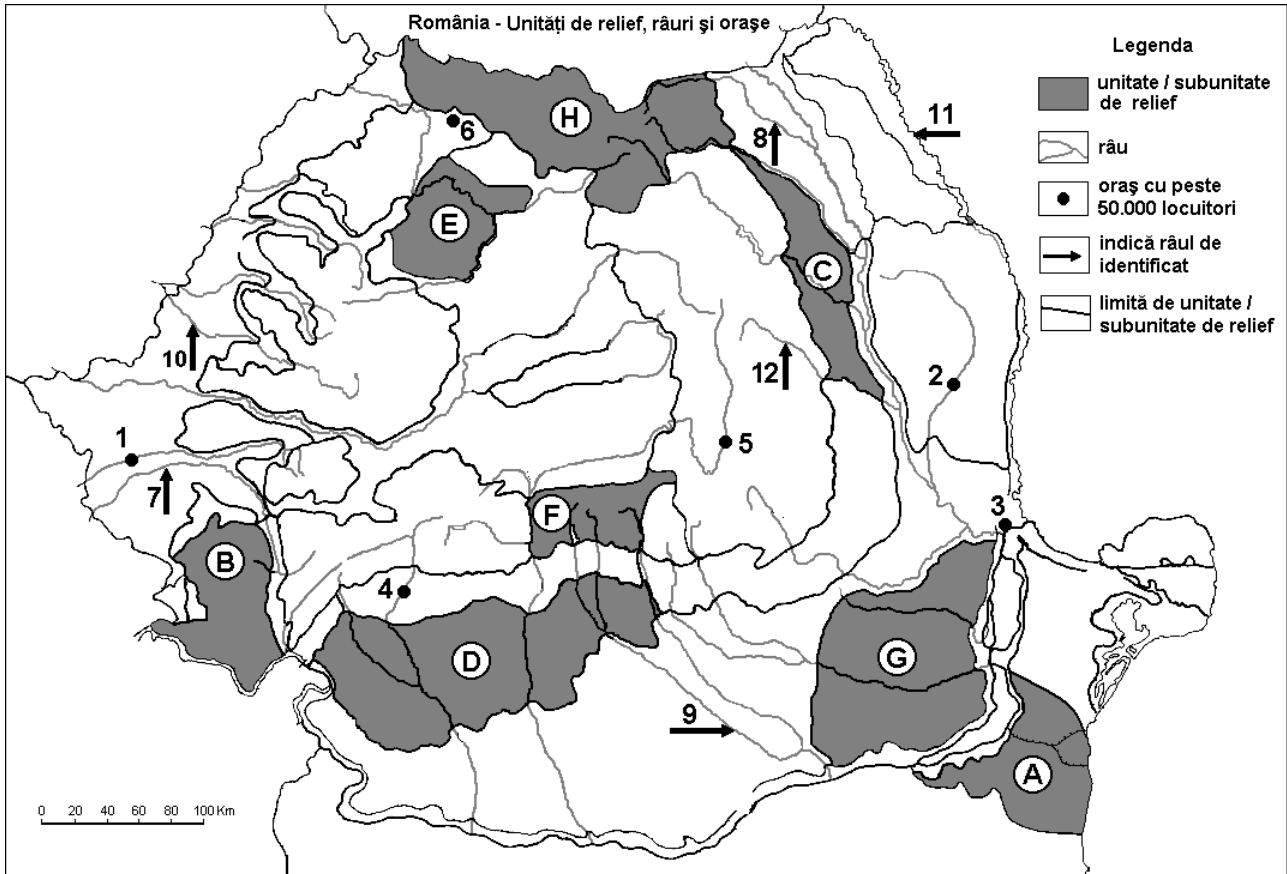 România - Unități de relief, râuri și orașe
Legenda
unitate / subunitate
de relief
râu
oraș cu peste
50.000 locuitori
indică râul de
identificat
limită de unitate /
subunitate de relief
11
H
6
8
E
C
10
12
2
1
5
7
F
3
B
4
D
G
9
A
0 20 40 60 80 100 Km